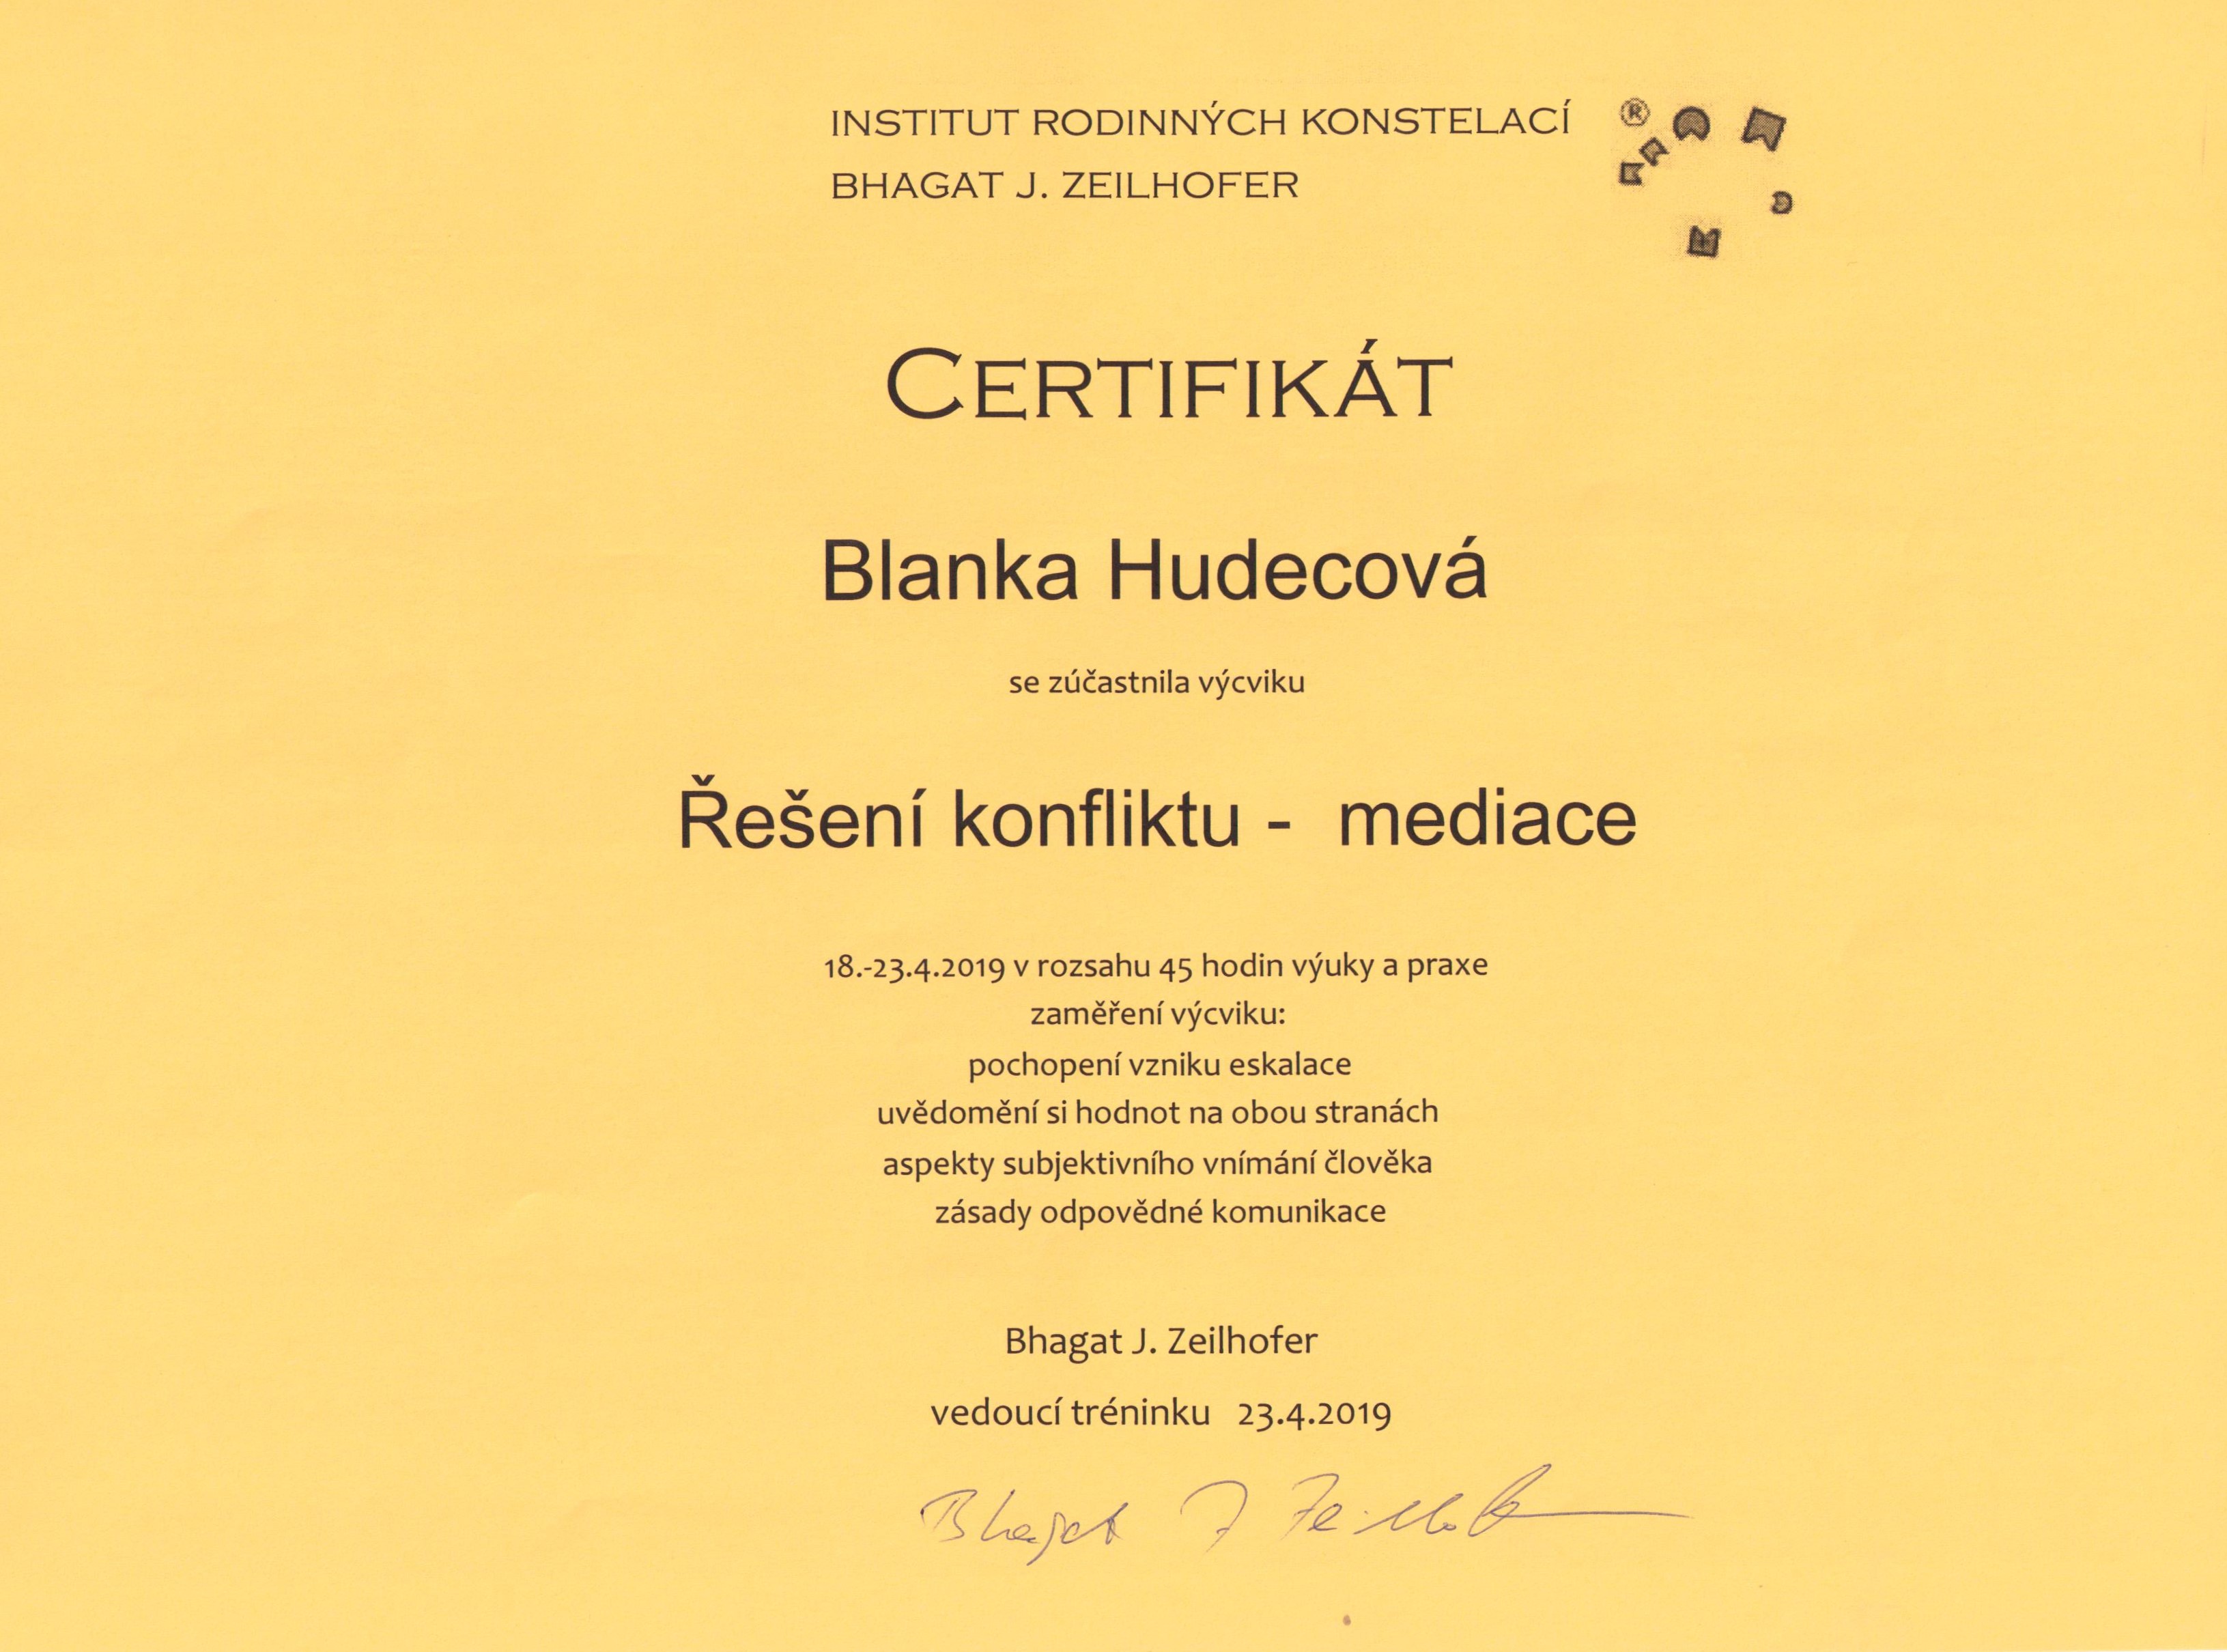 INSTITUT RODINNÝCH KONSTELACÍ ®
BHAGAT J. ZEILHOFER
CERTIFIKÁT
Blanka Hudecová
se zúčastnila výcviku
Řešení konfliktu - mediace
18.-23.4.2019 v rozsahu 45 hodin výuky a praxe
zaměření výcviku:
pochopení vzniku eskalace
uvědomění si hodnot na obou stranách
aspekty subjektivního vnímání člověka
zásady odpovědné komunikace
Bhagat J. Zeilhofer
vedoucí tréninku 23.4.2019
Bhagat J Zeilhofer